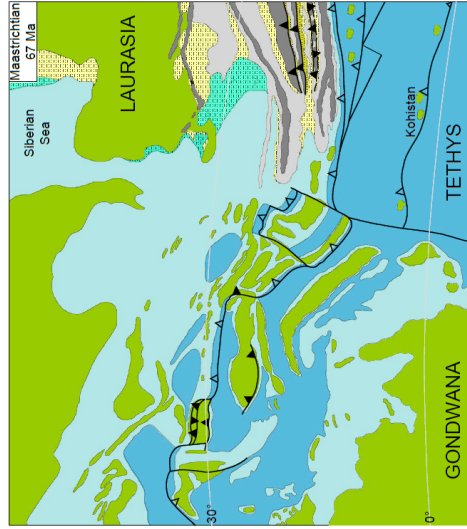 Maastrichtian
67 Ma
Siberian
Sea
LAURASIA
Kohistan
TETHYS
GONDWANA
30°
0°